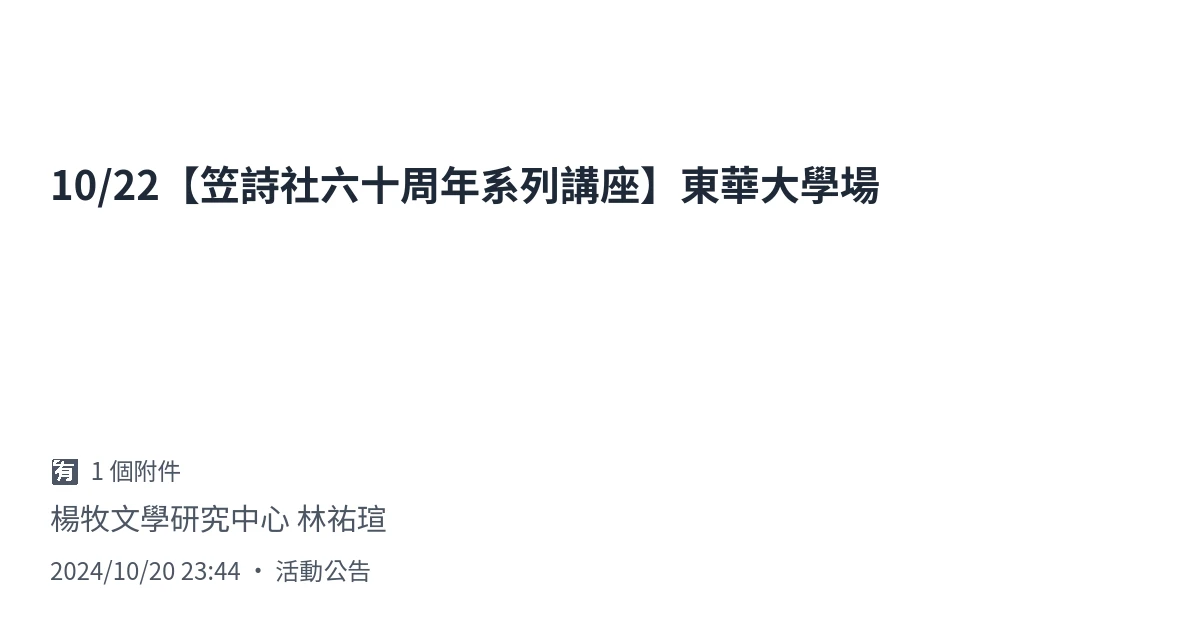 10/22【笠詩社六十周年系列講座】東華大學場
有 1 個附件
楊牧文學研究中心 林祐瑄
2024/10/20 23:44 • 活動公告